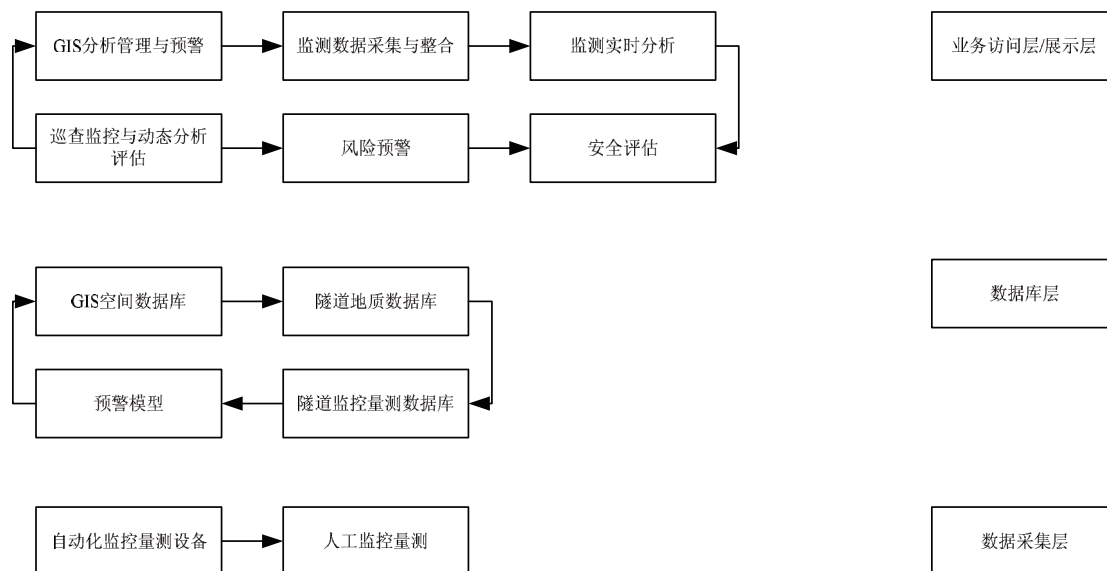 GIS分析管理与预警
监测数据采集与整合
监测实时分析
业务访问层/展示层
巡查监控与动态分析
评估
风险预警
安全评估
GIS空间数据库
隧道地质数据库
数据库层
预警模型
隧道监控量测数据库
自动化监控量测设备
人工监控量测
数据采集层